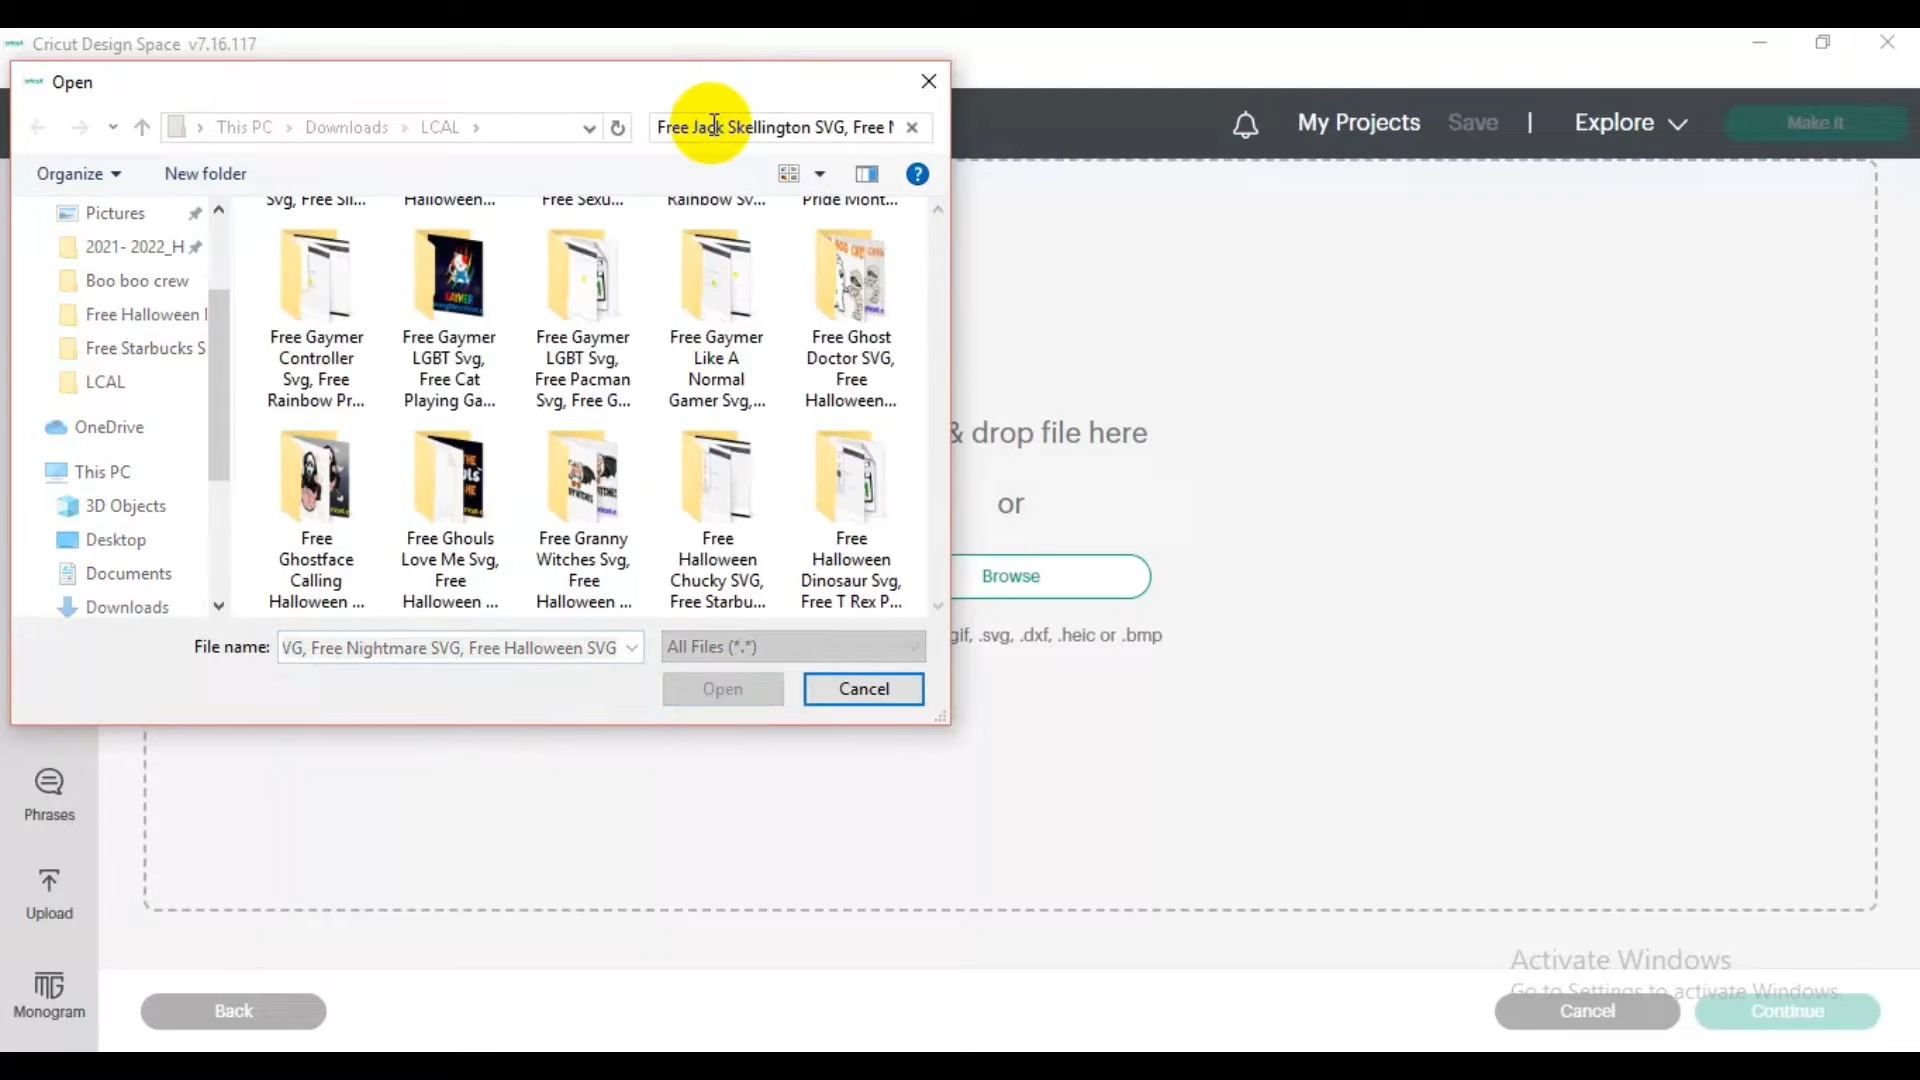 cricut Cricut Design Space v7.16.117
cricut Open
This PC > Downloads > LCAL >
Free Jack Skellington SVG, Free N
My Projects Save | Explore Make It
Organize New folder
Svg, Free Sli... Halloween... Free Sexu... Rainbow Sv... Pride Mont...
Pictures
2021- 2022_H
Boo boo crew
Free Halloween
Free Starbucks S
LCAL
OneDrive
This PC
3D Objects
Desktop
Documents
Downloads
Free Gaymer Free Gaymer Free Gaymer Free Gaymer Free Ghost
Controller LGBT Svg, LGBT Svg, Like A Doctor SVG,
Svg, Free Free Cat Free Pacman Normal Free
Rainbow Pr... Playing Ga... Svg, Free G... Gamer Svg,... Halloween...
Free Free Ghouls Free Granny Free Free
Ghostface Love Me Svg, Witches Svg, Halloween Halloween
Calling Free Free Chucky SVG, Dinosaur Svg,
Halloween ... Halloween ... Halloween ... Free Starbu... Free T Rex P...
File name: VG, Free Nightmare SVG, Free Halloween SVG All Files (*.*)
Open Cancel
& drop file here
or
Browse
gif, .svg, .dxf, .heic or .bmp
Phrases
Upload
Monogram
Activate Windows
Go to Settings to activate Windows.
Back Cancel Continue